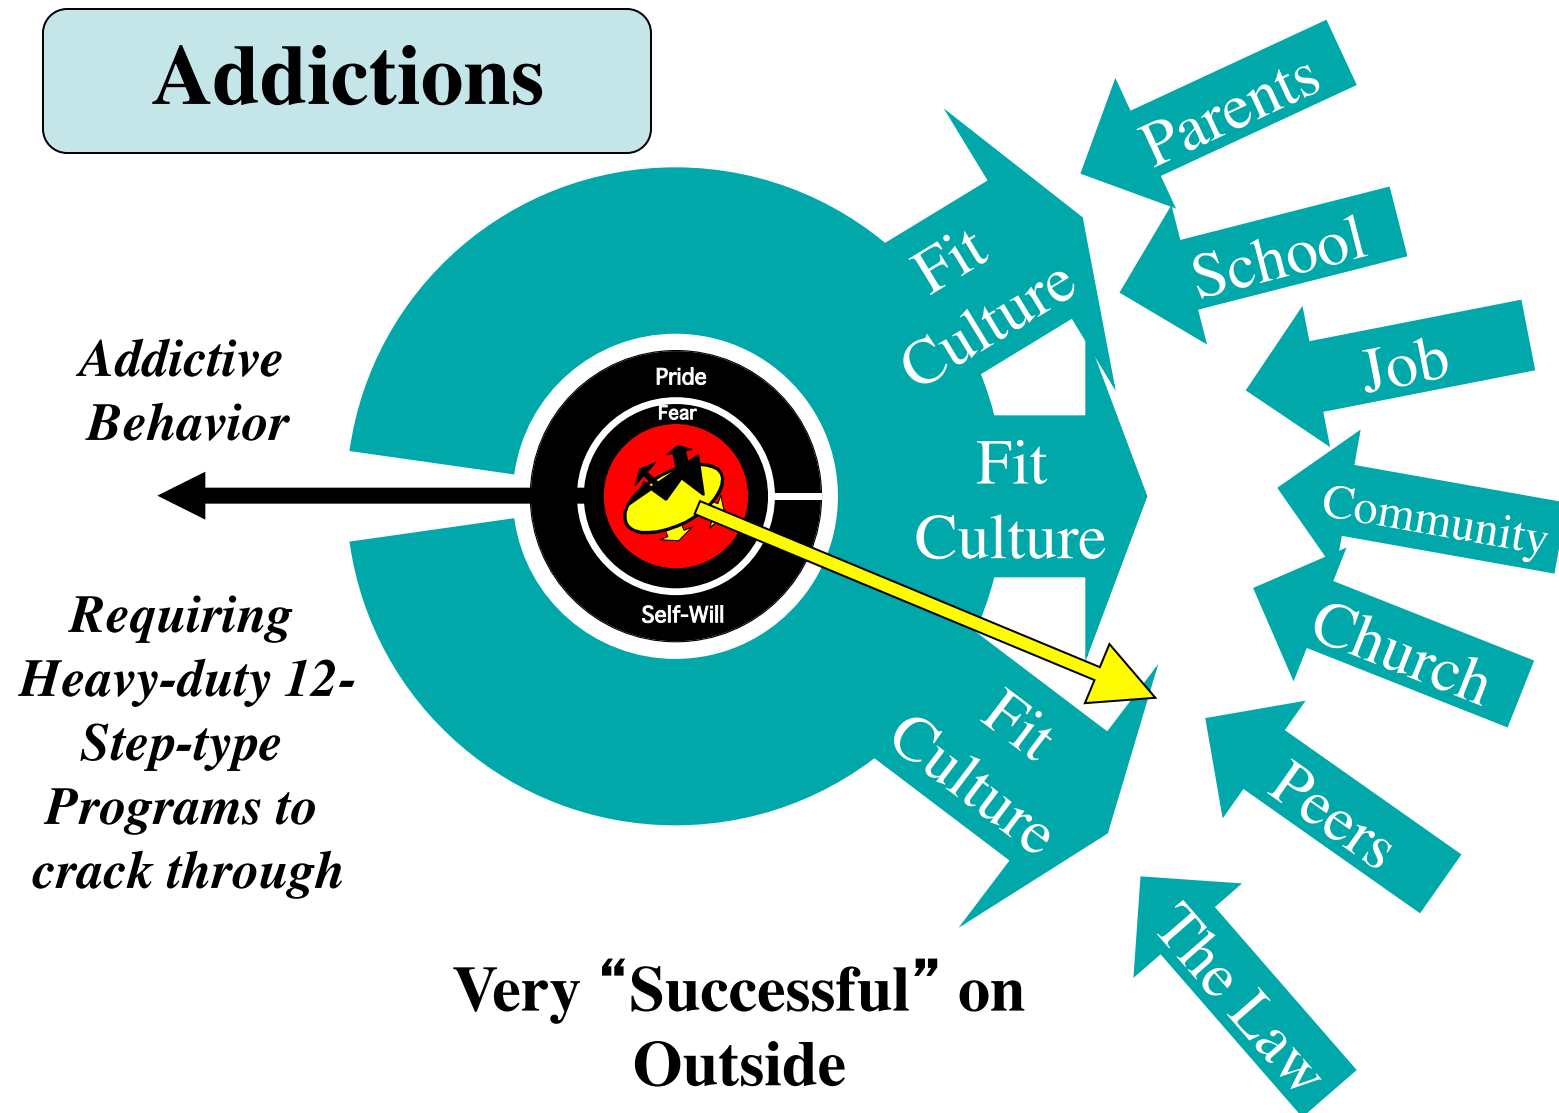 Addictions
Parents
School
Job
Community
Church
Peers
The Law
Fit
Culture
Fit
Culture
Fit
Culture
Pride
Fear
Self-Will
Addictive
Behavior
Requiring
Heavy-duty 12-
Step-type
Programs to
crack through
Very “Successful” on
Outside